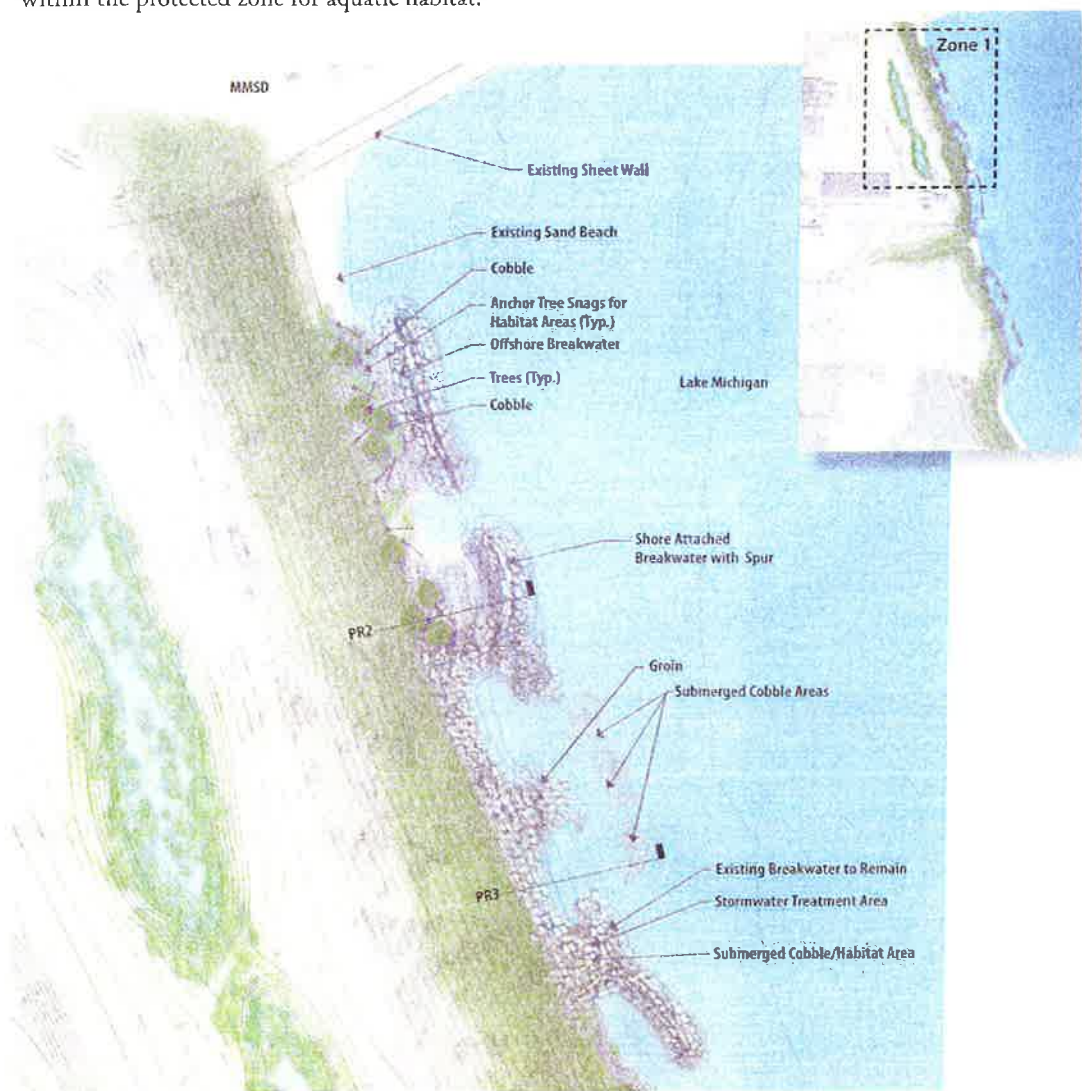 within the protected zone for aquatic habitat.
Zone 1
MMSD
Existing Sheet Wall
Existing Sand Beach
Cobble
Anchor Tree Snags for
Habitat Areas (Typ.)
Offshore Breakwater
Trees (Typ.)
Lake Michigan
Cobble
Shore Attached
Breakwater with Spur
PR2
Groin
Submerged Cobble Areas
PR3
Existing Breakwater to Remain
Stormwater Treatment Area
Submerged Cobble/Habitat Area